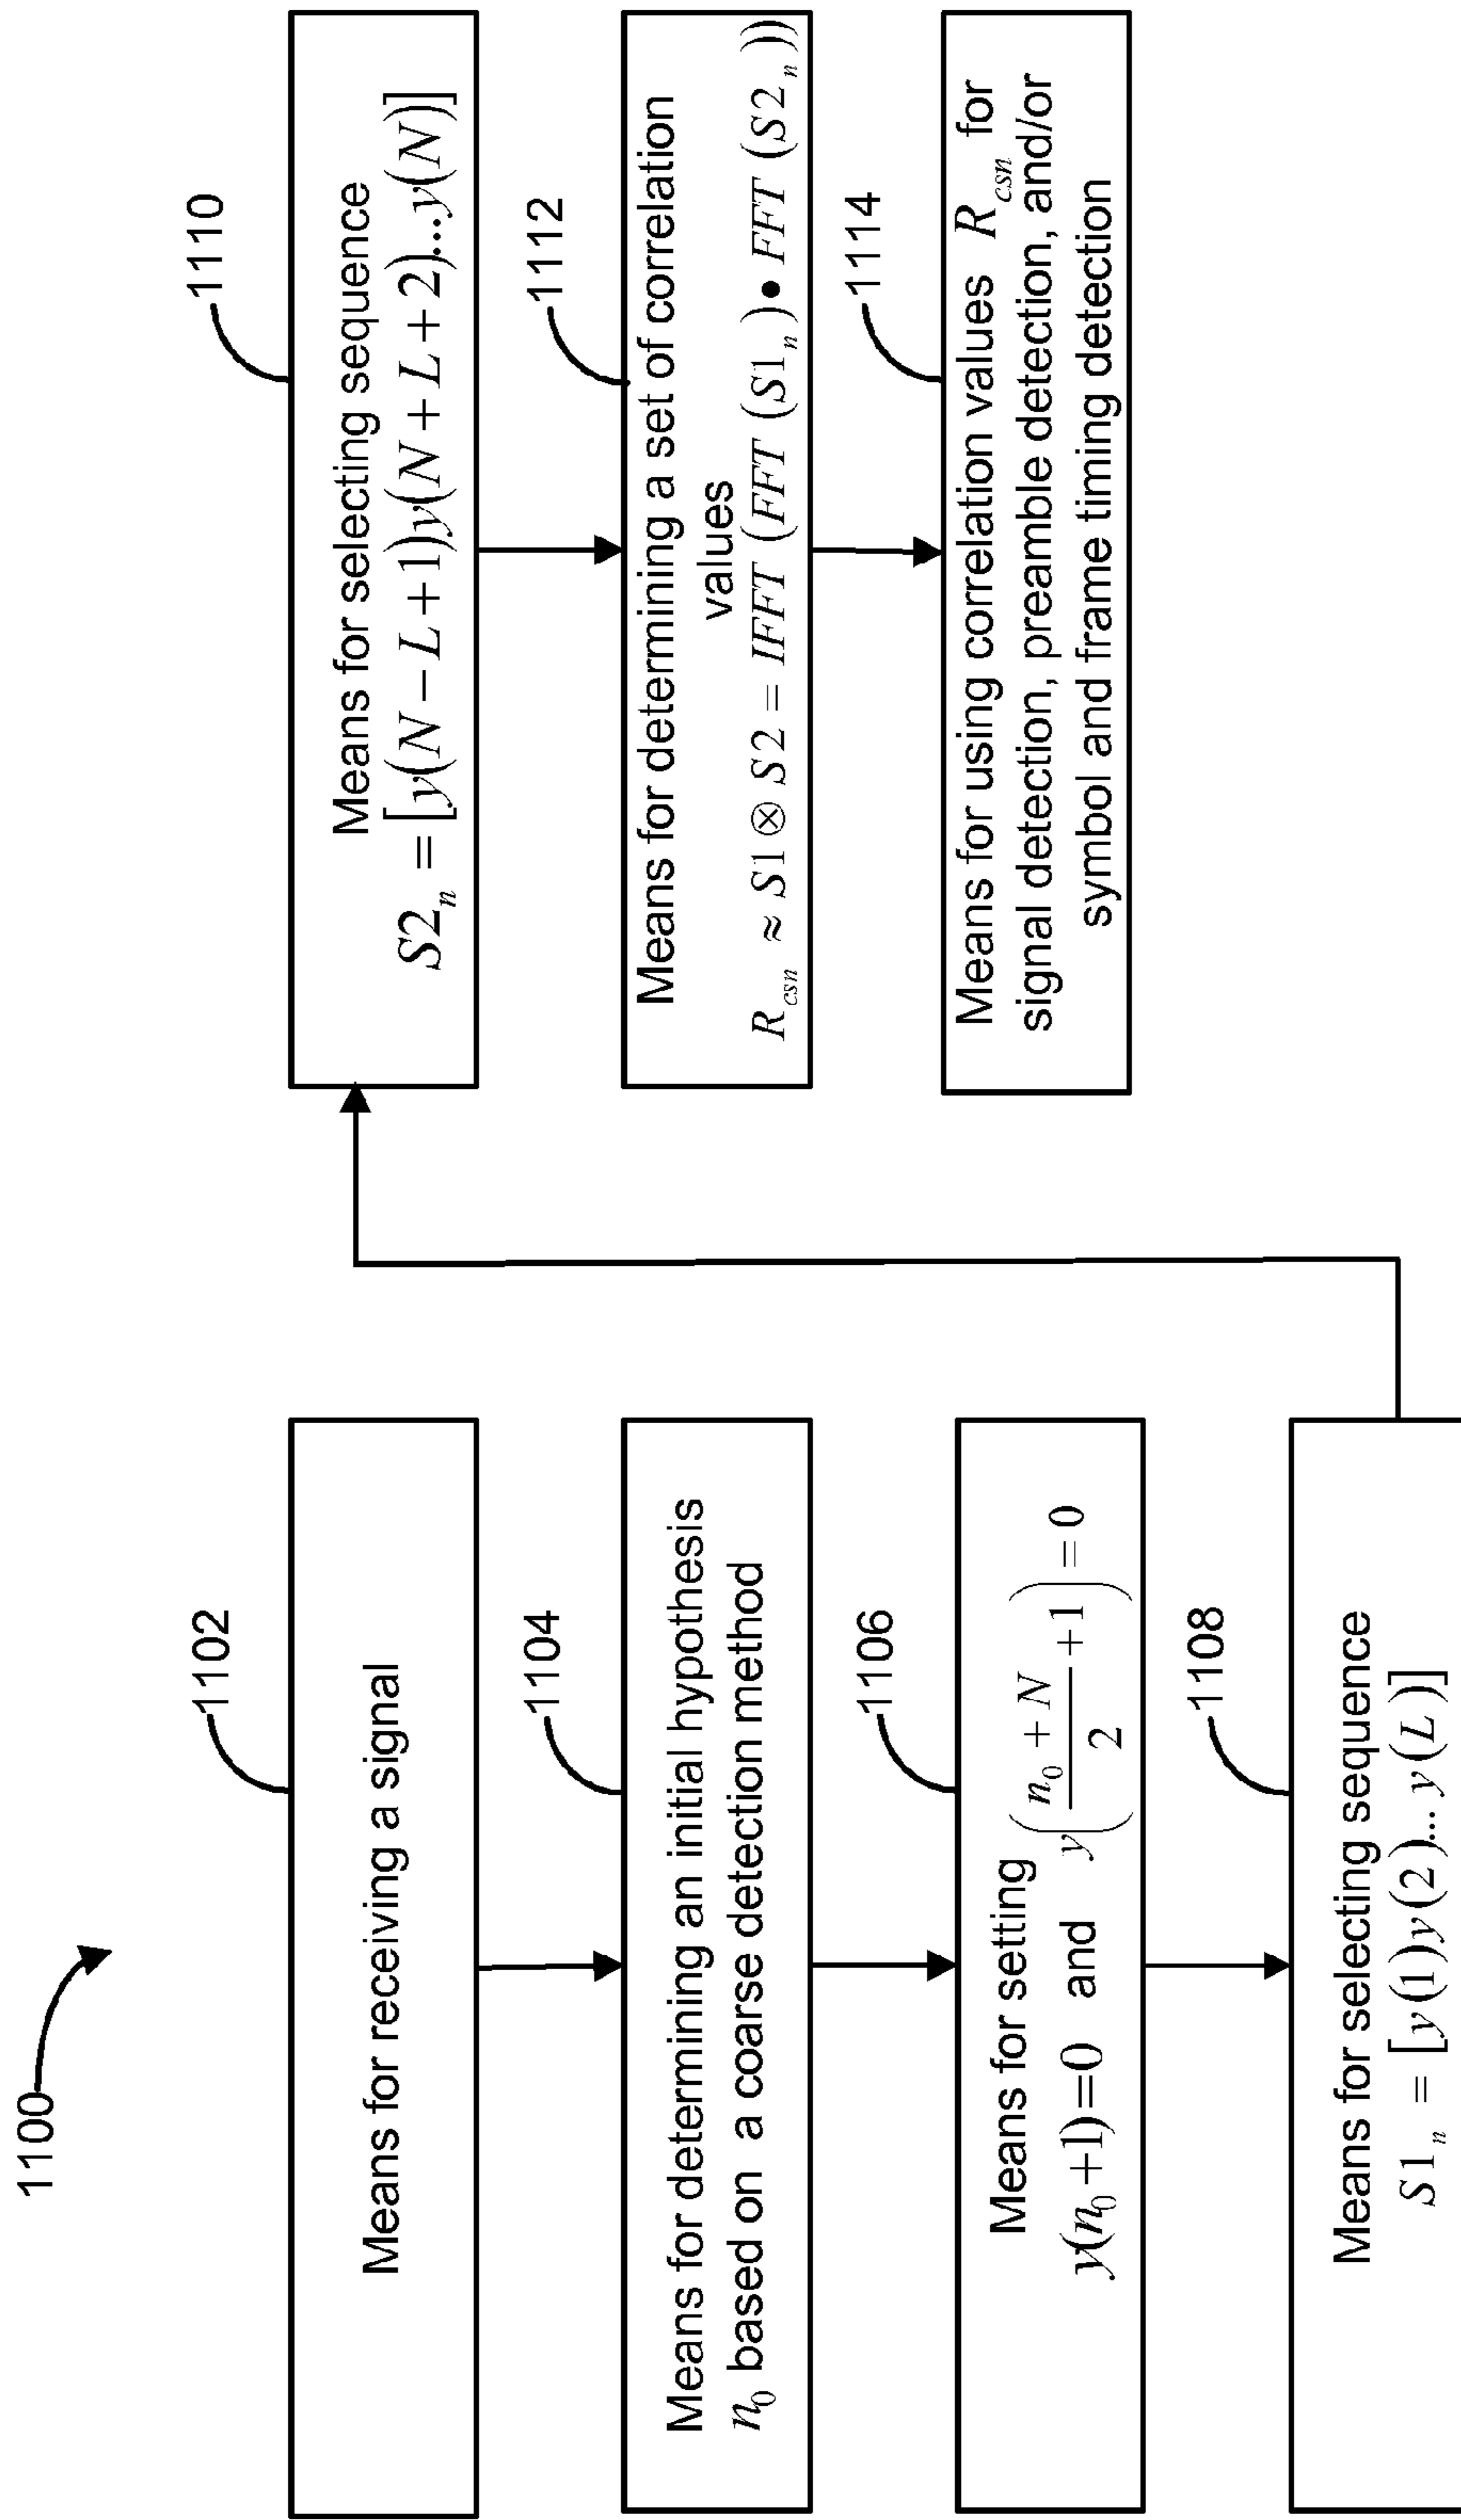 1100
1102
Means for receiving a signal
1104
Means for determining an initial hypothesis
n₀ based on a coarse detection method
1106
Means for setting
y(n₀+1)=0 and y((n₀+N)/2+1)=0
1108
Means for selecting sequence
S1ₙ = [y(1)y(2)... y(L)]
1110
Means for selecting sequence
S2ₙ = [y(N−L+1)y(N+L+2)...y(N)]
1112
Means for determining a set of correlation
values
R_csn ≈ S1⊗S2 = IFFT (FFT (S1ₙ)• FFT (S2ₙ))
1114
Means for using correlation values R_csn for
signal detection, preamble detection, and/or
symbol and frame timing detection